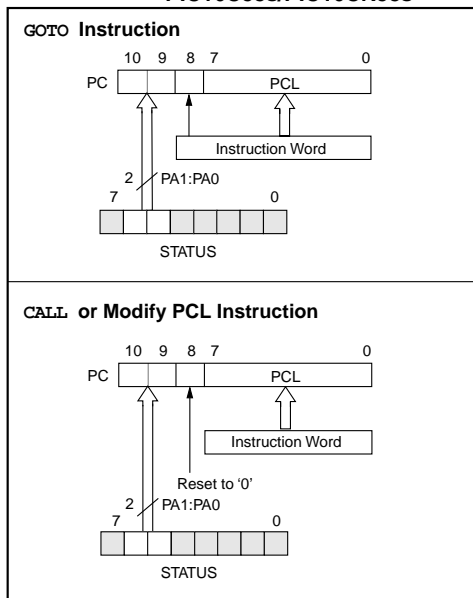 GOTO Instruction
10 9 8 7 0
PC PCL
Instruction Word
2 PA1:PA0
7 0
STATUS
CALL or Modify PCL Instruction
10 9 8 7 0
PC PCL
Instruction Word
Reset to ‘0’
2 PA1:PA0
7 0
STATUS